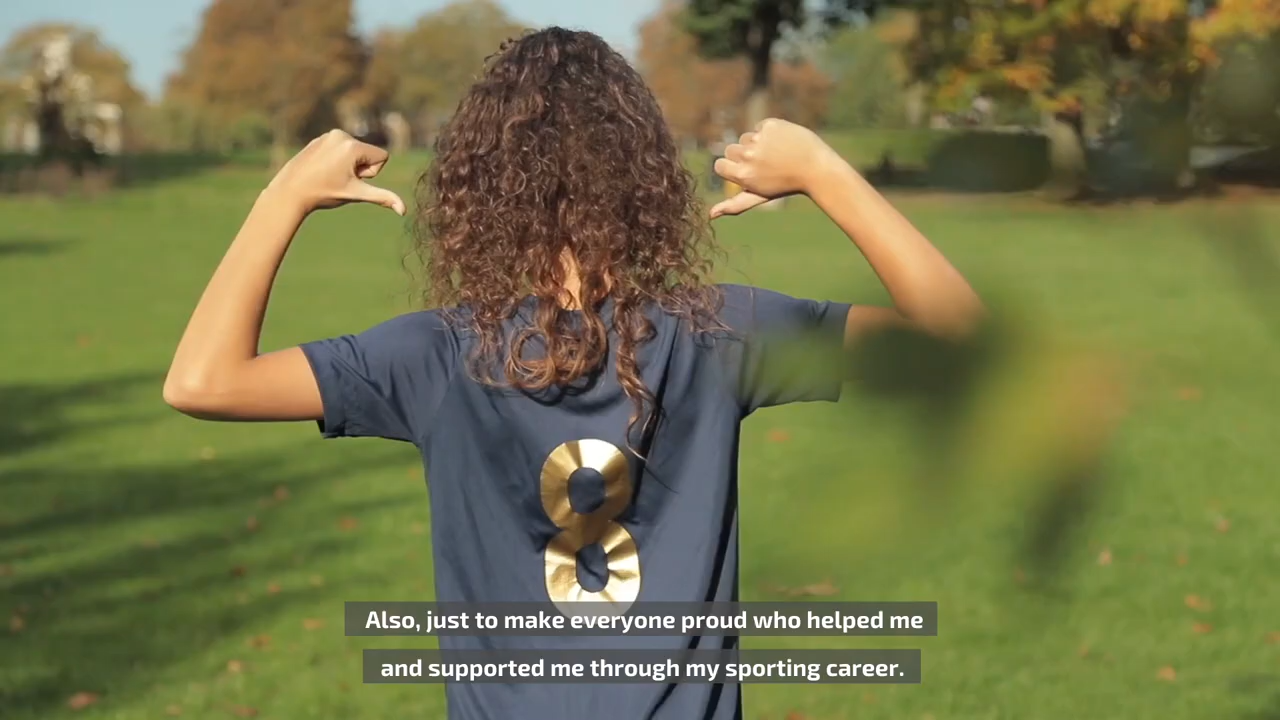 8
Also, just to make everyone proud who helped me
and supported me through my sporting career.